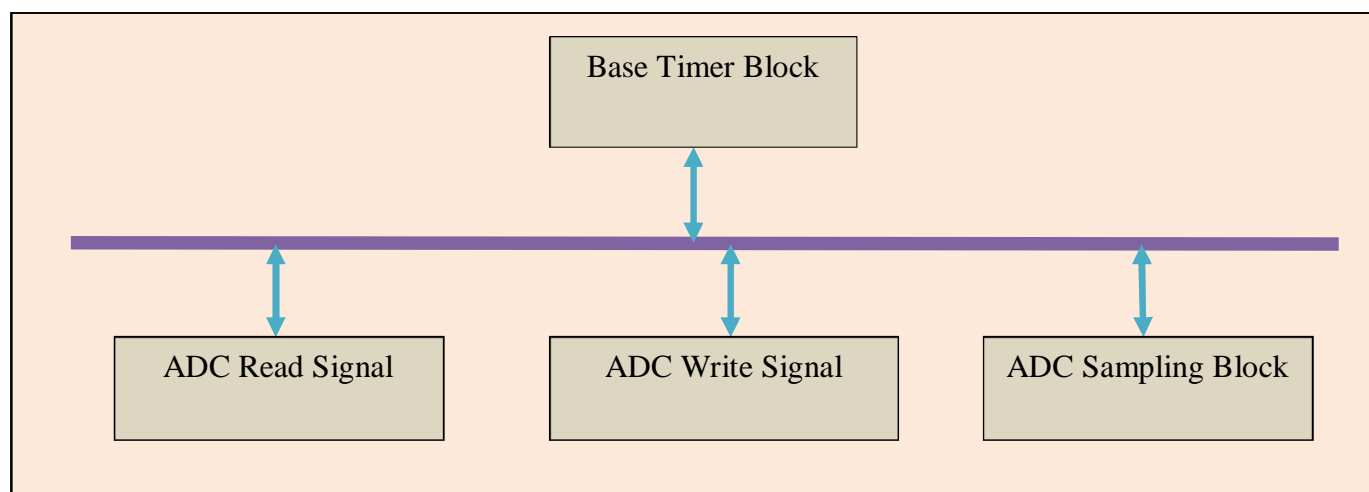 Base Timer Block
ADC Read Signal
ADC Write Signal
ADC Sampling Block